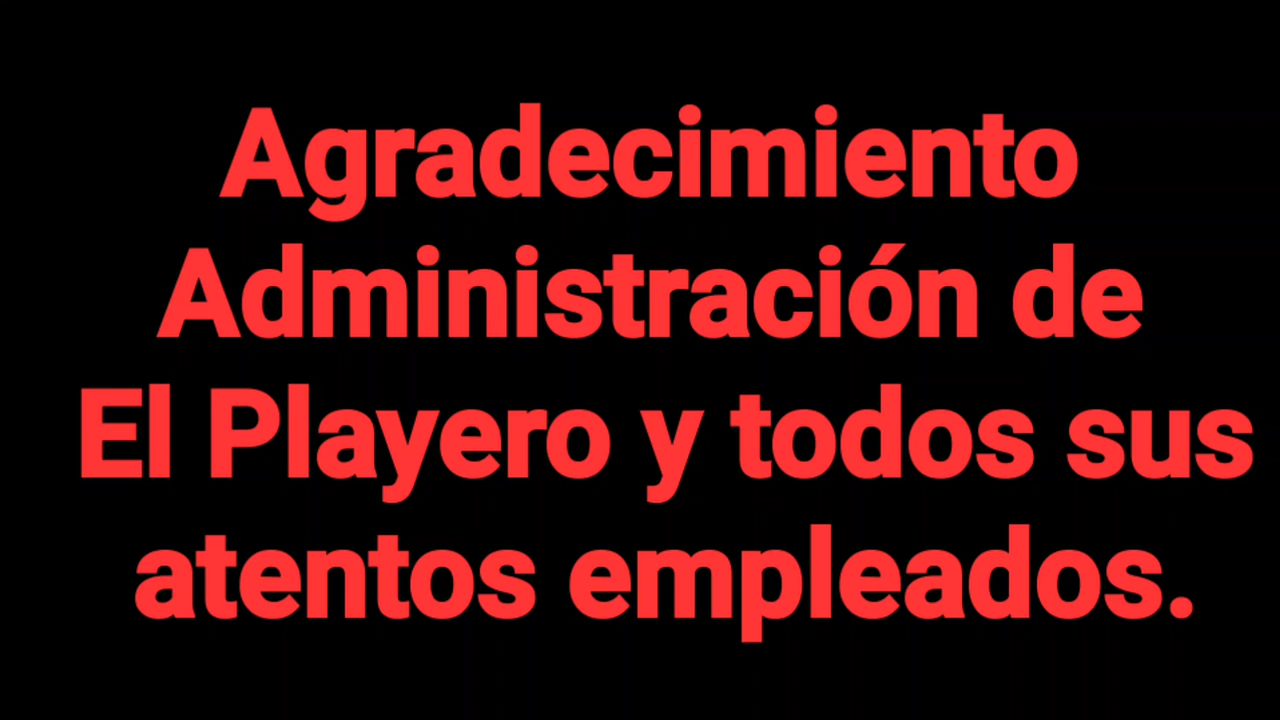 Agradecimiento
Administración de
El Playero y todos sus
atentos empleados.